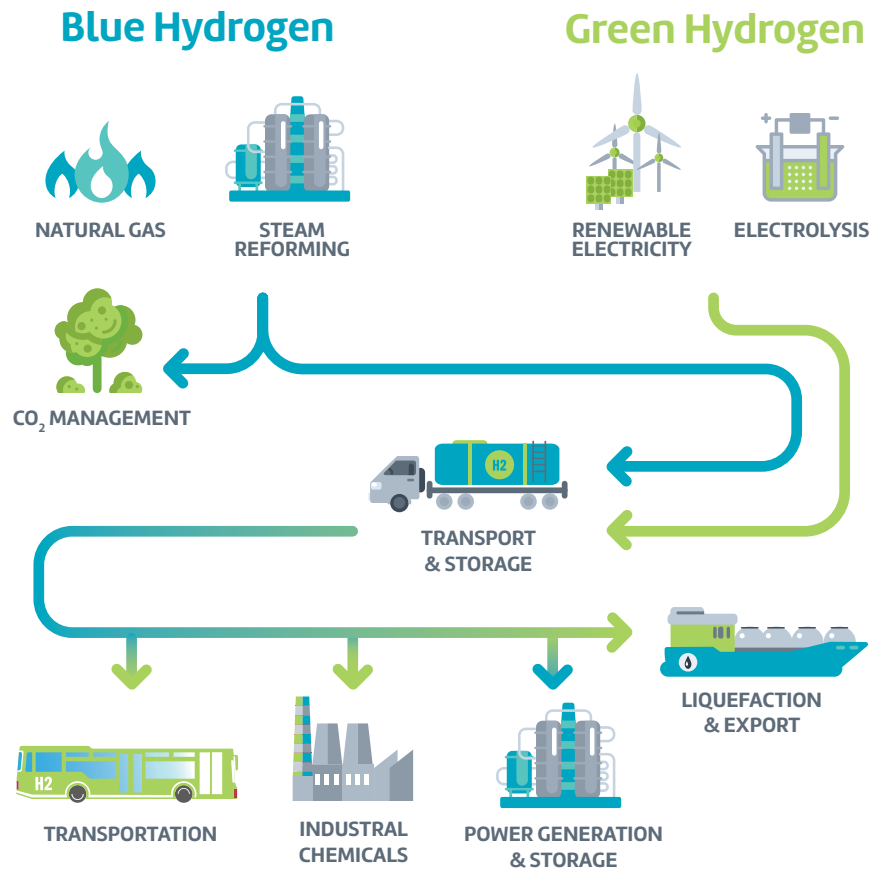 Blue Hydrogen
Green Hydrogen
+ −
NATURAL GAS
STEAM
REFORMING
RENEWABLE
ELECTRICITY
ELECTROLYSIS
CO₂ MANAGEMENT
H2
TRANSPORT
& STORAGE
LIQUEFACTION
& EXPORT
H2
TRANSPORTATION
INDUSTRAL
CHEMICALS
POWER GENERATION
& STORAGE